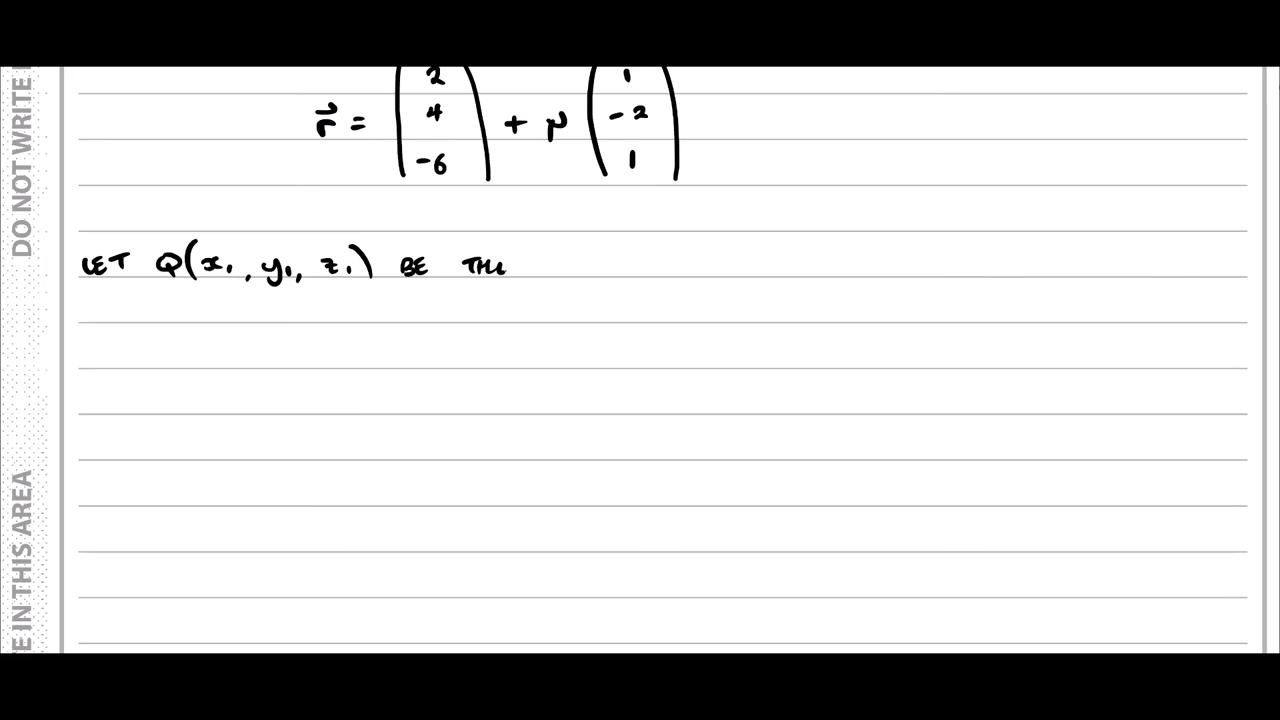 r⃗ = (2, 4, -6) + μ (1, -2, 1)
LET Q(x₁, y₁, z₁) BE THE
DO NOT WRITE
E IN THIS AREA